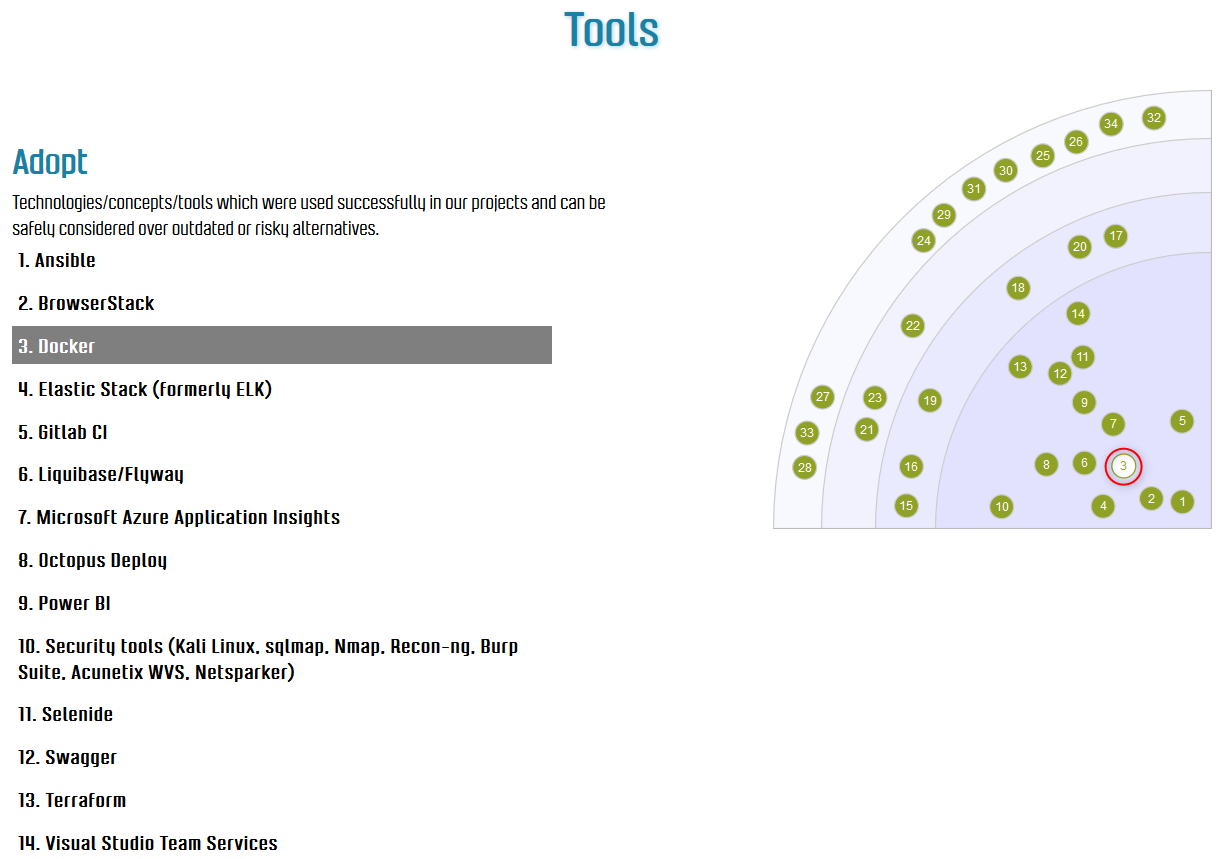 Tools
Adopt
Technologies/concepts/tools which were used successfully in our projects and can be
safely considered over outdated or risky alternatives.
1. Ansible
2. BrowserStack
3. Docker
4. Elastic Stack (formerly ELK)
5. Gitlab CI
6. Liquibase/Flyway
7. Microsoft Azure Application Insights
8. Octopus Deploy
9. Power BI
10. Security tools (Kali Linux, sqlmap, Nmap, Recon-ng, Burp
Suite, Acunetix WVS, Netsparker)
11. Selenide
12. Swagger
13. Terraform
14. Visual Studio Team Services
32
34
26
25
30
31
29
24
17
20
18
14
22
11
13
12
27
23
19
9
5
7
33
21
28
16
8
6
3
15
10
4
2
1